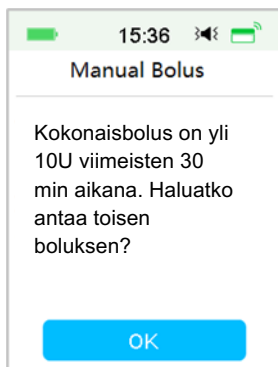 15:36
Manual Bolus
Kokonaisbolus on yli
10U viimeisten 30
min aikana. Haluatko
antaa toisen
boluksen?
OK